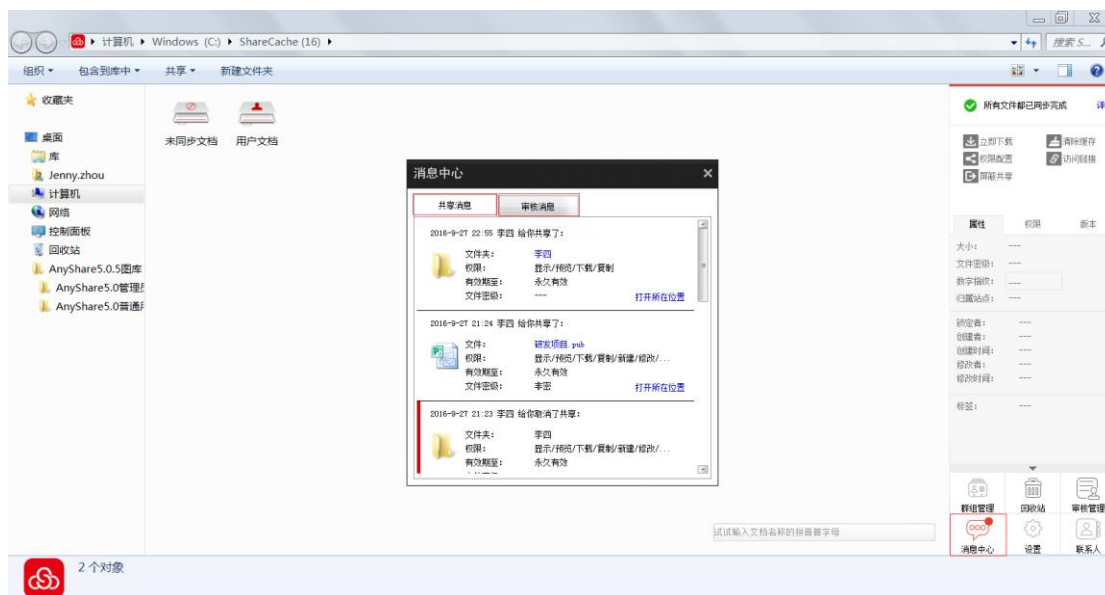 计算机 ▸ Windows (C:) ▸ ShareCache (16) ▸
搜索 S...
组织 包含到库中 共享 新建文件夹
收藏夹
桌面
库
Jenny.zhou
计算机
网络
控制面板
回收站
AnyShare5.0.5图库
AnyShare5.0管理
AnyShare5.0普通
未同步文档 用户文档
消息中心
共享消息 审核消息
2016-9-27 22:55 李四 给你共享了：
文件夹： 李四
权限： 显示/预览/下载/复制
有效期至： 永久有效
文件密级： ---
打开所在位置
2016-9-27 21:24 李四 给你共享了：
文件： 研发项目.pub
权限： 显示/预览/下载/复制/新建/修改/...
有效期至： 永久有效
文件密级： 非密
打开所在位置
2016-9-27 21:23 李四 给你取消了共享：
文件夹： 李四
权限： 显示/预览/下载/复制/新建/修改/...
有效期至： 永久有效
试试输入文档名称的拼音首字母
所有文件都已同步完成 详
立即下载 清除缓存
权限配置 访问链接
屏蔽共享
属性 权限 版本
大小： ---
文件密级： ---
数字指纹： ---
归属站点： ---
锁定者： ---
创建者： ---
创建时间： ---
修改者： ---
修改时间： ---
标签： ---
群组管理 回收站 审核管理
消息中心 设置 联系人
2 个对象